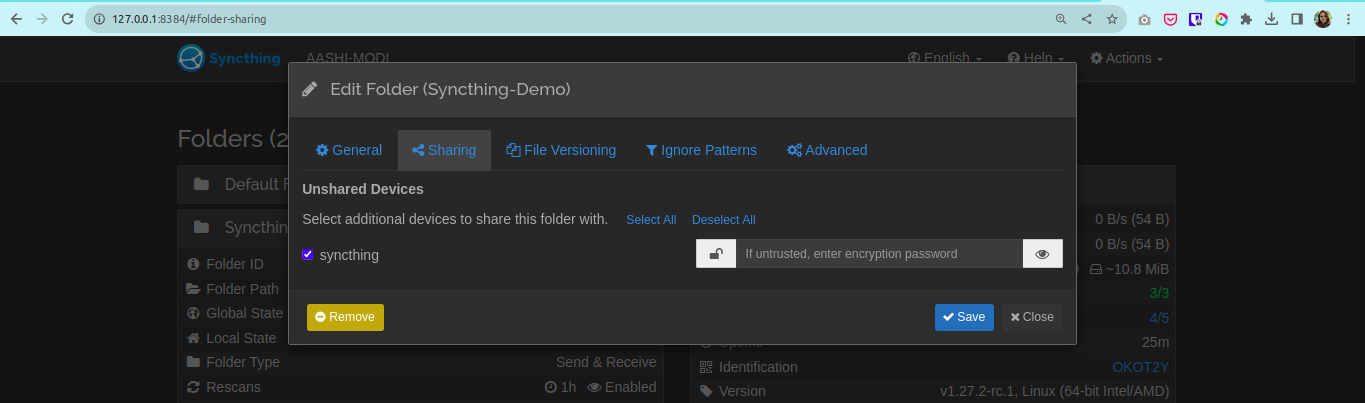 127.0.0.1:8384/#folder-sharing
Syncthing AASHI-MODI English Help Actions
Edit Folder (Syncthing-Demo)
General Sharing File Versioning Ignore Patterns Advanced
Folders (2
Unshared Devices
Default F
Select additional devices to share this folder with. Select All Deselect All
0 B/s (54 B)
Syncthin
0 B/s (54 B)
syncthing If untrusted, enter encryption password
Folder ID
~10.8 MiB
Folder Path
3/3
Global State
Remove Save Close
4/5
Local State
25m
Folder Type Send & Receive
Identification OKOT2Y
Rescans 1h Enabled
Version v1.27.2-rc.1, Linux (64-bit Intel/AMD)